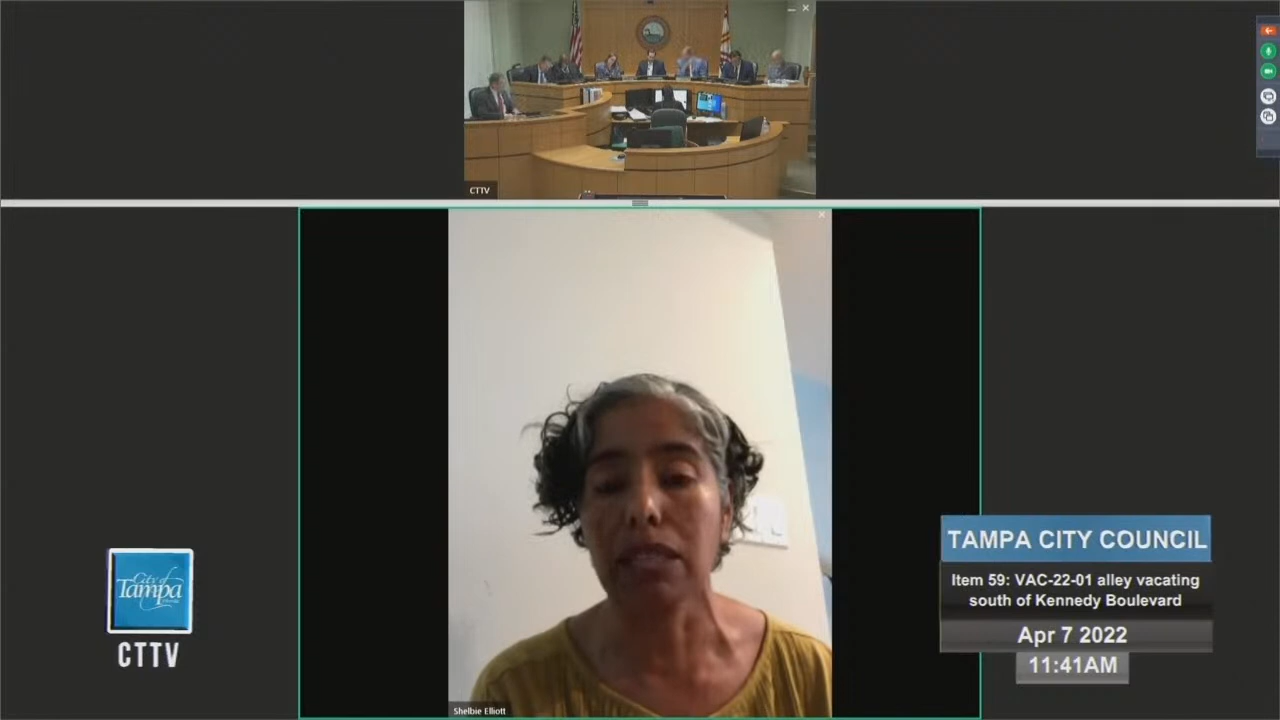 CTTV
Shelbie Elliott
City of
Tampa
CTTV
TAMPA CITY COUNCIL
Item 59: VAC-22-01 alley vacating
south of Kennedy Boulevard
Apr 7 2022
11:41AM